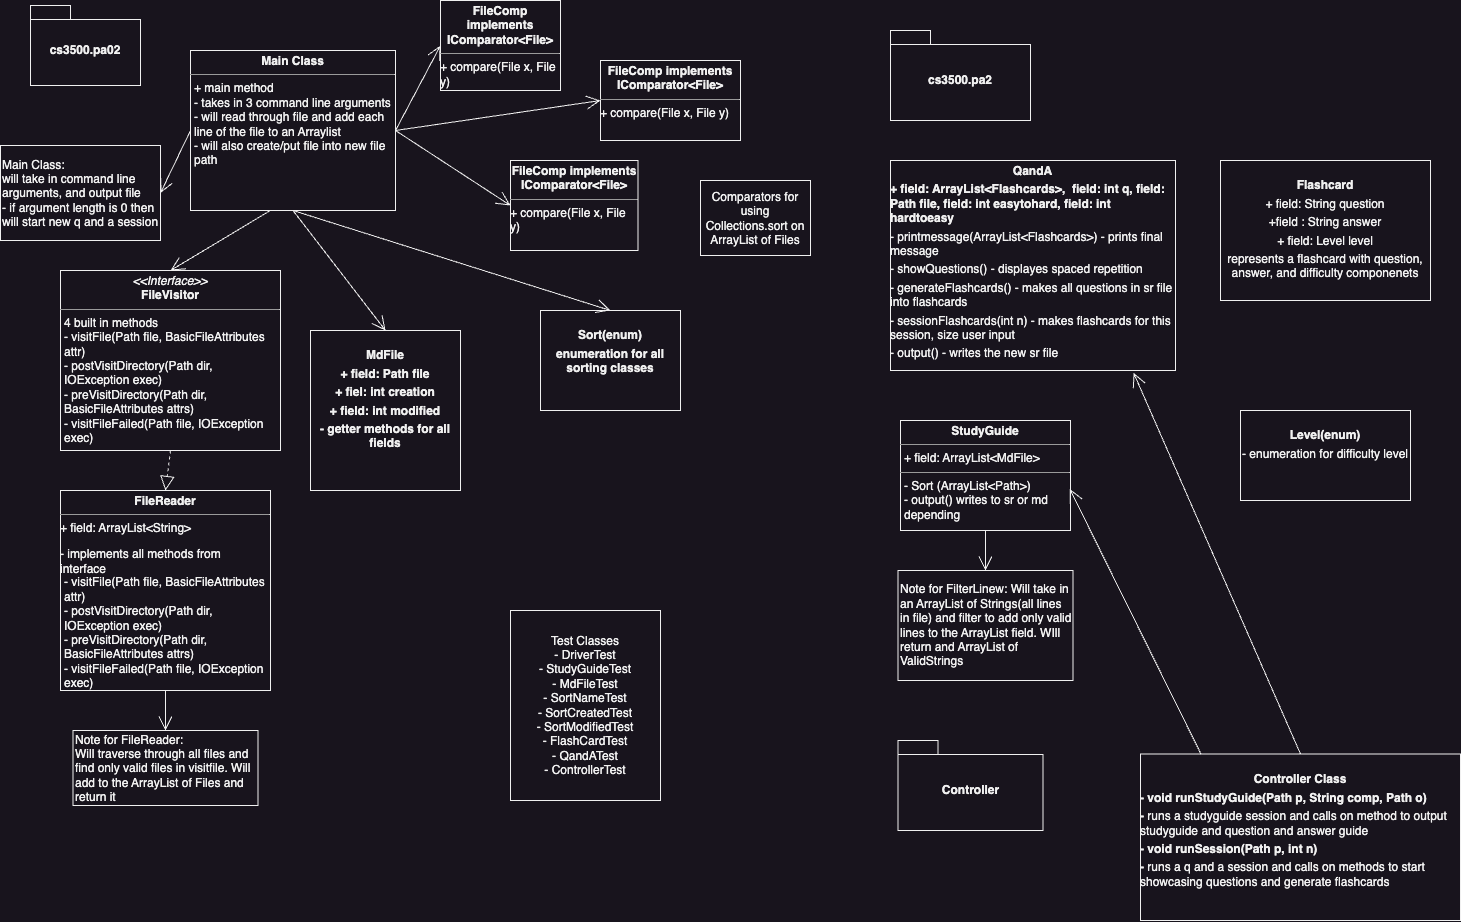 cs3500.pa02
Main Class
+ main method
- takes in 3 command line arguments
- will read through file and add each
line of the file to an Arraylist
- will also create/put file into new file
path
Main Class:
will take in command line
arguments, and output file
- if argument length is 0 then
will start new q and a session
FileComp
implements
IComparator<File>
+ compare(File x, File
y)
FileComp implements
IComparator<File>
+ compare(File x, File y)
FileComp implements
IComparator<File>
+ compare(File x, File
y)
Comparators for
using
Collections.sort on
ArrayList of Files
<<Interface>>
FileVisitor
4 built in methods
- visitFile(Path file, BasicFileAttributes
attr)
- postVisitDirectory(Path dir,
IOException exec)
- preVisitDirectory(Path dir,
BasicFileAttributes attrs)
- visitFileFailed(Path file, IOException
exec)
MdFile
+ field: Path file
+ fiel: int creation
+ field: int modified
- getter methods for all
fields
Sort(enum)
enumeration for all
sorting classes
FileReader
+ field: ArrayList<String>
- implements all methods from
interface
- visitFile(Path file, BasicFileAttributes
attr)
- postVisitDirectory(Path dir,
IOException exec)
- preVisitDirectory(Path dir,
BasicFileAttributes attrs)
- visitFileFailed(Path file, IOException
exec)
Note for FileReader:
Will traverse through all files and
find only valid files in visitfile. Will
add to the ArrayList of Files and
return it
Test Classes
- DriverTest
- StudyGuideTest
- MdFileTest
- SortNameTest
- SortCreatedTest
- SortModifiedTest
- FlashCardTest
- QandATest
- ControllerTest
cs3500.pa2
QandA
+ field: ArrayList<Flashcards>, field: int q, field:
Path file, field: int easytohard, field: int
hardtoeasy
- printmessage(ArrayList<Flashcards>) - prints final
message
- showQuestions() - displayes spaced repetition
- generateFlashcards() - makes all questions in sr file
into flashcards
- sessionFlashcards(int n) - makes flashcards for this
session, size user input
- output() - writes the new sr file
Flashcard
+ field: String question
+field : String answer
+ field: Level level
represents a flashcard with question,
answer, and difficulty componenets
StudyGuide
+ field: ArrayList<MdFile>
- Sort (ArrayList<Path>)
- output() writes to sr or md
depending
Level(enum)
- enumeration for difficulty level
Note for FilterLinew: Will take in
an ArrayList of Strings(all lines
in file) and filter to add only valid
lines to the ArrayList field. WIll
return and ArrayList of
ValidStrings
Controller
Controller Class
- void runStudyGuide(Path p, String comp, Path o)
- runs a studyguide session and calls on method to output
studyguide and question and answer guide
- void runSession(Path p, int n)
- runs a q and a session and calls on methods to start
showcasing questions and generate flashcards